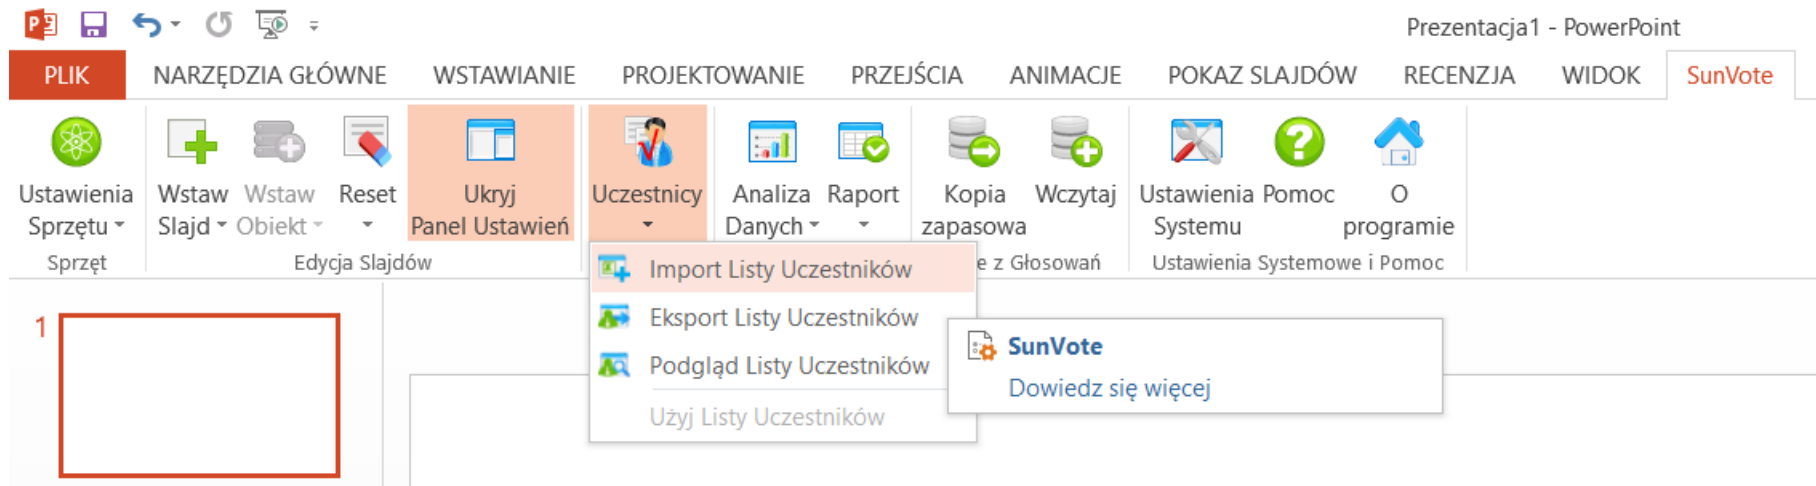 Prezentacja1 - PowerPoint
PLIK NARZĘDZIA GŁÓWNE WSTAWIANIE PROJEKTOWANIE PRZEJŚCIA ANIMACJE POKAZ SLAJDÓW RECENZJA WIDOK SunVote
Ustawienia Sprzętu
Wstaw Slajd
Wstaw Obiekt
Reset
Ukryj Panel Ustawień
Uczestnicy
Analiza Danych
Raport
Kopia zapasowa
Wczytaj
Ustawienia Systemu
Pomoc
O programie
Sprzęt
Edycja Slajdów
e z Głosowań
Ustawienia Systemowe i Pomoc
Import Listy Uczestników
Eksport Listy Uczestników
Podgląd Listy Uczestników
Użyj Listy Uczestników
SunVote
Dowiedz się więcej
1